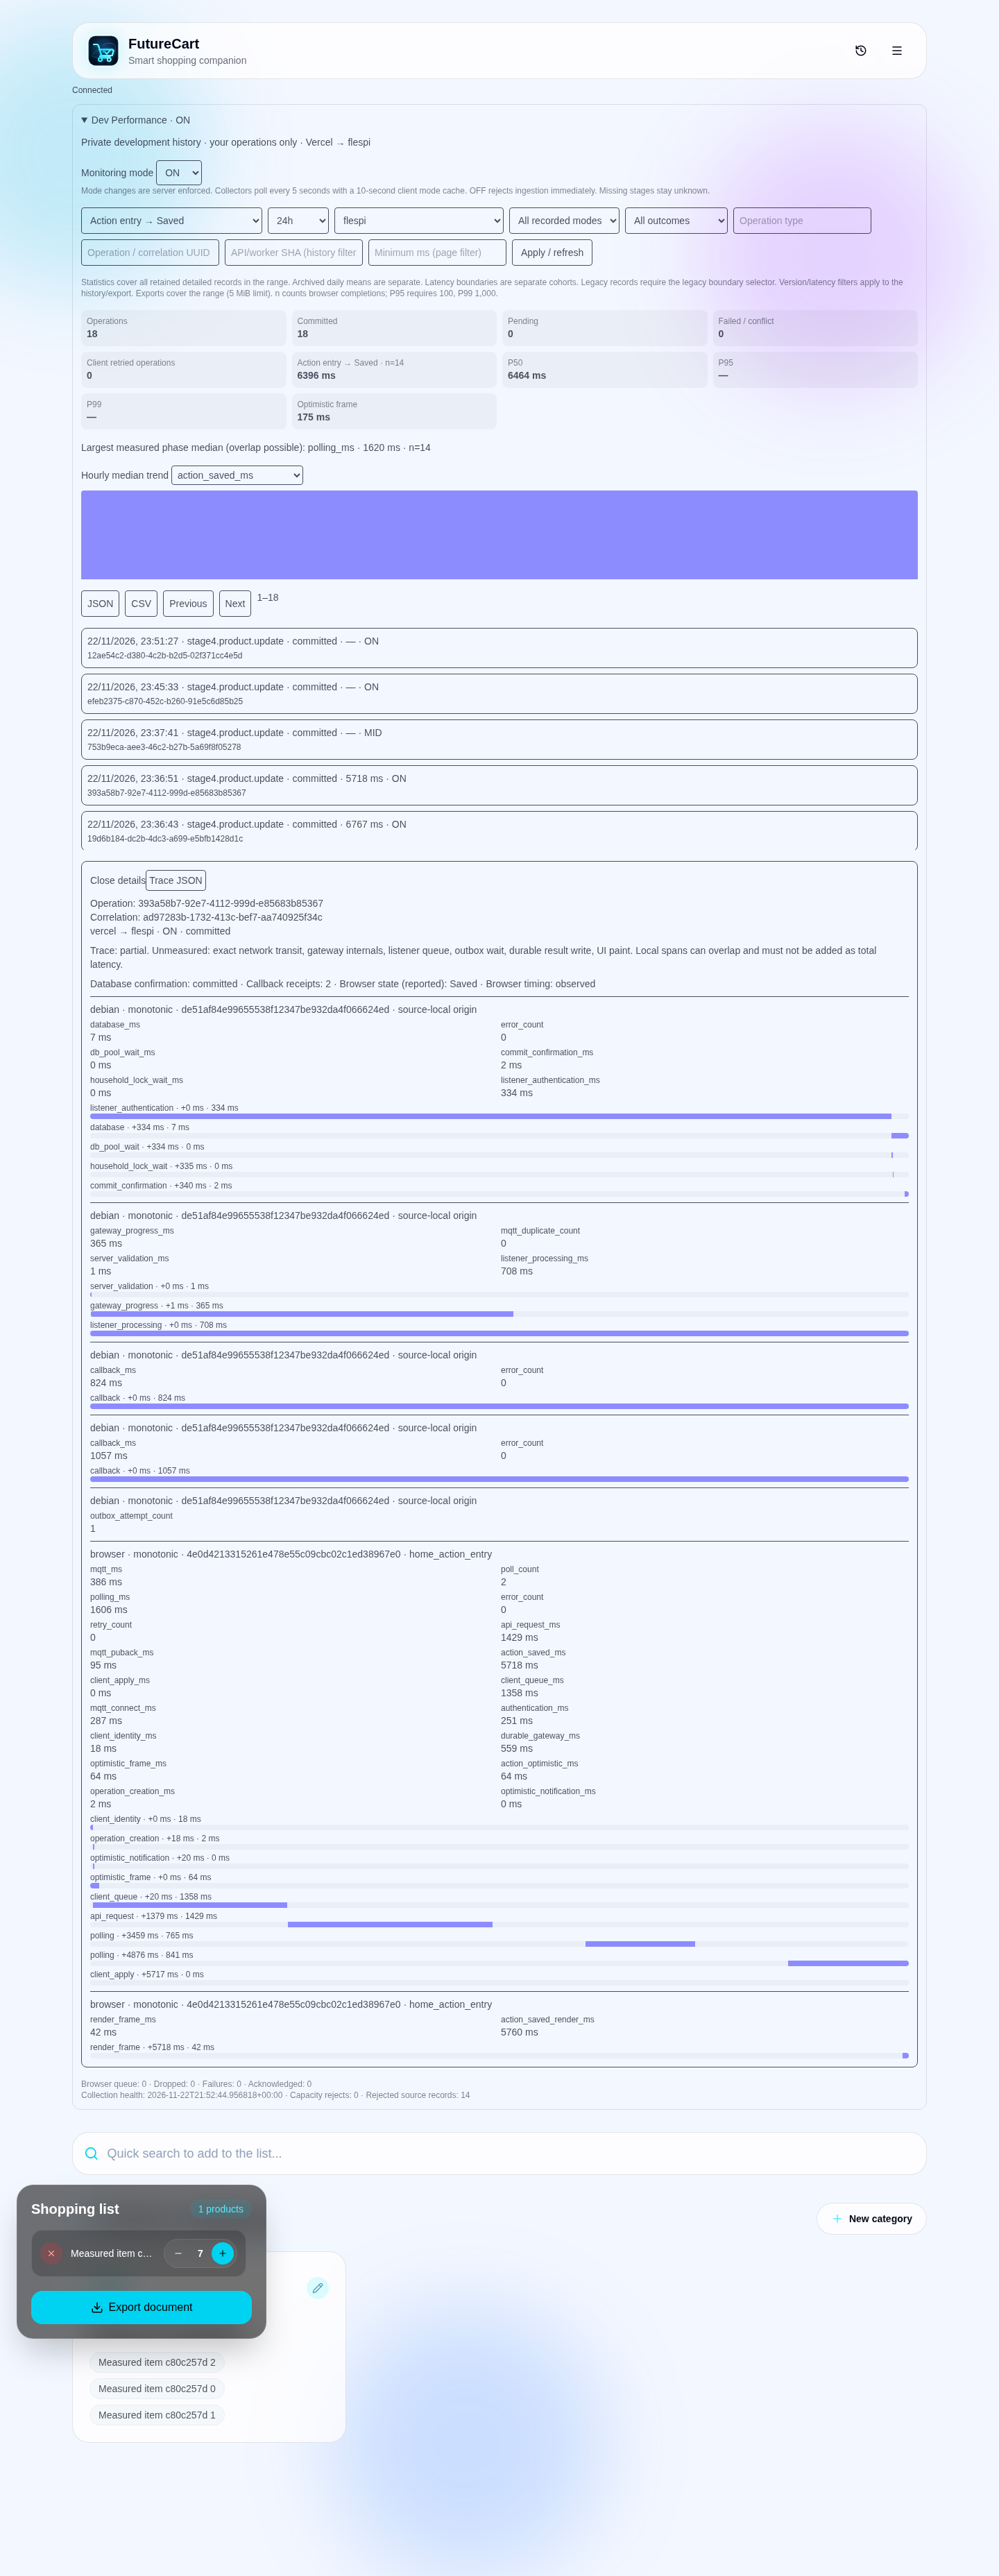 FutureCart
Smart shopping companion
Connected
▼ Dev Performance · ON
Private development history · your operations only · Vercel → flespi
Monitoring mode ON
Mode changes are server enforced. Collectors poll every 5 seconds with a 10-second client mode cache. OFF rejects ingestion immediately. Missing stages stay unknown.
Action entry → Saved 24h flespi All recorded modes All outcomes Operation type
Operation / correlation UUID API/worker SHA (history filter Minimum ms (page filter) Apply / refresh
Statistics cover all retained detailed records in the range. Archived daily means are separate. Latency boundaries are separate cohorts. Legacy records require the legacy boundary selector. Version/latency filters apply to the
history/export. Exports cover the range (5 MiB limit). n counts browser completions; P95 requires 100, P99 1,000.
Operations Committed Pending Failed / conflict
18 18 0 0
Client retried operations Action entry → Saved · n=14 P50 P95
0 6396 ms 6464 ms —
P99 Optimistic frame
— 175 ms
Largest measured phase median (overlap possible): polling_ms · 1620 ms · n=14
Hourly median trend action_saved_ms
JSON CSV Previous Next 1–18
22/11/2026, 23:51:27 · stage4.product.update · committed · — · ON
12ae54c2-d380-4c2b-b2d5-02f371cc4e5d
22/11/2026, 23:45:33 · stage4.product.update · committed · — · ON
efeb2375-c870-452c-b260-91e5c6d85b25
22/11/2026, 23:37:41 · stage4.product.update · committed · — · MID
753b9eca-aee3-46c2-b27b-5a69f8f05278
22/11/2026, 23:36:51 · stage4.product.update · committed · 5718 ms · ON
393a58b7-92e7-4112-999d-e85683b85367
22/11/2026, 23:36:43 · stage4.product.update · committed · 6767 ms · ON
19d6b184-dc2b-4dc3-a699-e5bfb1428d1c
Close details Trace JSON
Operation: 393a58b7-92e7-4112-999d-e85683b85367
Correlation: ad97283b-1732-413c-bef7-aa740925f34c
vercel → flespi · ON · committed
Trace: partial. Unmeasured: exact network transit, gateway internals, listener queue, outbox wait, durable result write, UI paint. Local spans can overlap and must not be added as total
latency.
Database confirmation: committed · Callback receipts: 2 · Browser state (reported): Saved · Browser timing: observed
debian · monotonic · de51af84e99655538f12347be932da4f066624ed · source-local origin
database_ms error_count
7 ms 0
db_pool_wait_ms commit_confirmation_ms
0 ms 2 ms
household_lock_wait_ms listener_authentication_ms
0 ms 334 ms
listener_authentication · +0 ms · 334 ms
database · +334 ms · 7 ms
db_pool_wait · +334 ms · 0 ms
household_lock_wait · +335 ms · 0 ms
commit_confirmation · +340 ms · 2 ms
debian · monotonic · de51af84e99655538f12347be932da4f066624ed · source-local origin
gateway_progress_ms mqtt_duplicate_count
365 ms 0
server_validation_ms listener_processing_ms
1 ms 708 ms
server_validation · +0 ms · 1 ms
gateway_progress · +1 ms · 365 ms
listener_processing · +0 ms · 708 ms
debian · monotonic · de51af84e99655538f12347be932da4f066624ed · source-local origin
callback_ms error_count
824 ms 0
callback · +0 ms · 824 ms
debian · monotonic · de51af84e99655538f12347be932da4f066624ed · source-local origin
callback_ms error_count
1057 ms 0
callback · +0 ms · 1057 ms
debian · monotonic · de51af84e99655538f12347be932da4f066624ed · source-local origin
outbox_attempt_count
1
browser · monotonic · 4e0d4213315261e478e55c09cbc02c1ed38967e0 · home_action_entry
mqtt_ms poll_count
386 ms 2
polling_ms error_count
1606 ms 0
retry_count api_request_ms
0 1429 ms
mqtt_puback_ms action_saved_ms
95 ms 5718 ms
client_apply_ms client_queue_ms
0 ms 1358 ms
mqtt_connect_ms authentication_ms
287 ms 251 ms
client_identity_ms durable_gateway_ms
18 ms 559 ms
optimistic_frame_ms action_optimistic_ms
64 ms 64 ms
operation_creation_ms optimistic_notification_ms
2 ms 0 ms
client_identity · +0 ms · 18 ms
operation_creation · +18 ms · 2 ms
optimistic_notification · +20 ms · 0 ms
optimistic_frame · +0 ms · 64 ms
client_queue · +20 ms · 1358 ms
api_request · +1379 ms · 1429 ms
polling · +3459 ms · 765 ms
polling · +4876 ms · 841 ms
client_apply · +5717 ms · 0 ms
browser · monotonic · 4e0d4213315261e478e55c09cbc02c1ed38967e0 · home_action_entry
render_frame_ms action_saved_render_ms
42 ms 5760 ms
render_frame · +5718 ms · 42 ms
Browser queue: 0 · Dropped: 0 · Failures: 0 · Acknowledged: 0
Collection health: 2026-11-22T21:52:44.956818+00:00 · Capacity rejects: 0 · Rejected source records: 14
Quick search to add to the list...
Shopping list 1 products
New category
Measured item c... − 7 +
Export document
Measured item c80c257d 2
Measured item c80c257d 0
Measured item c80c257d 1